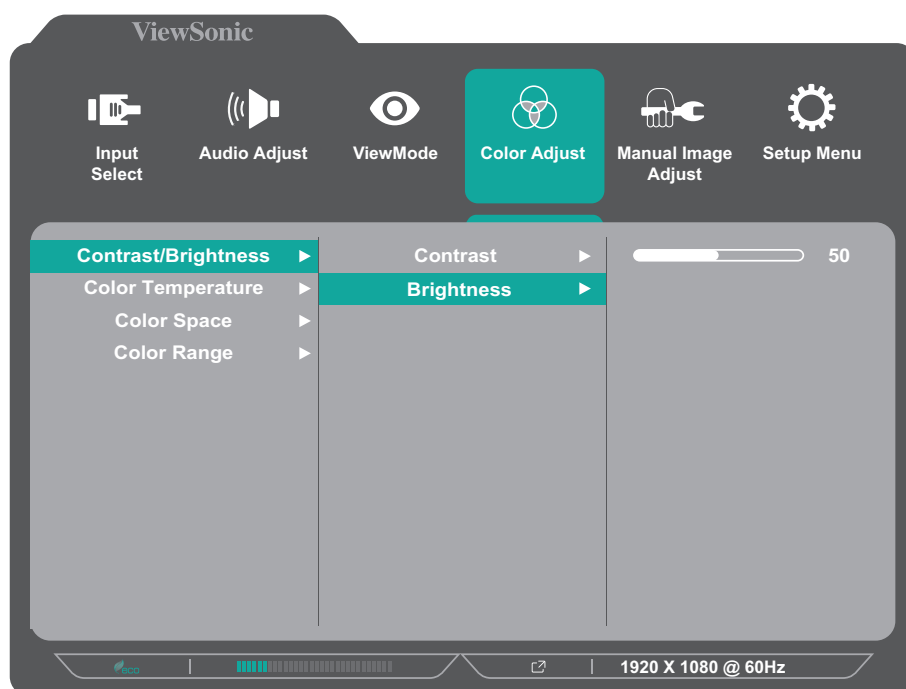 ViewSonic
Input
Select
Audio Adjust
ViewMode
Color Adjust
Manual Image
Adjust
Setup Menu
Contrast/Brightness
Color Temperature
Color Space
Color Range
Contrast
Brightness
50
eco
1920 X 1080 @ 60Hz